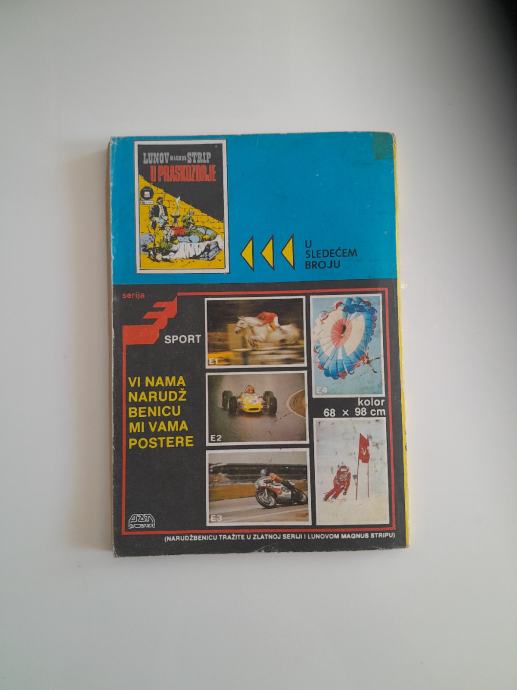 LUNOV MAGNUS STRIP
U PRASKOZORJE
U
SLEDEĆEM
BROJU
serija
SPORT
VI NAMA
NARUDŽ
BENICU
MI VAMA
POSTERE
E1
E2
E3
E4
kolor
68 × 98 cm
(NARUDŽBENICU TRAŽITE U ZLATNOJ SERIJI I LUNOVOM MAGNUS STRIPU)